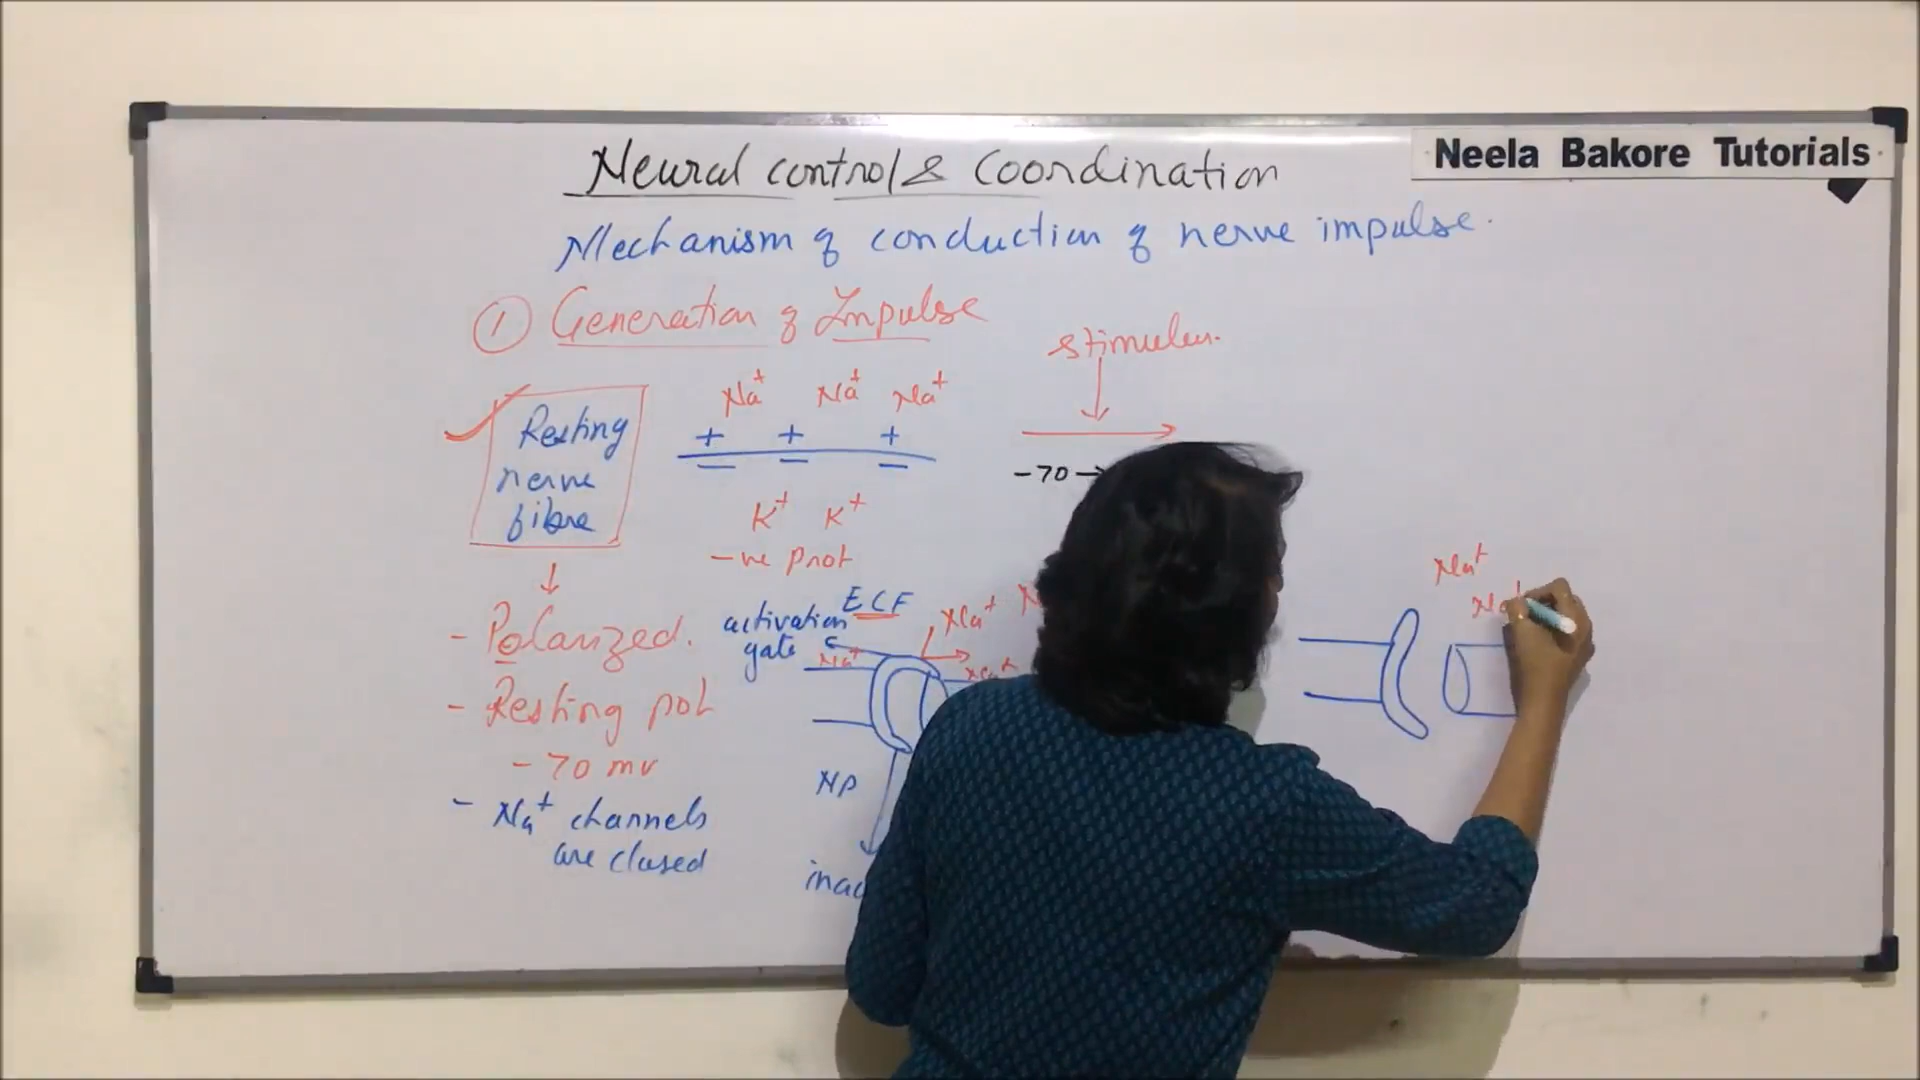 Neela Bakore Tutorials
Neural control & Coordination
Mechanism of conduction of nerve impulse.
① Generation of Impulse
stimulus.
Resting
nerve
fibre
Na+ Na+ Na+
+ + +
- - -
K+ K+
-ve prot
-70
- Polarized.
- Resting pot
-70 mv
- Na+ channels
are closed
ECF
activation
gate
Na+
Na+
Na+
NP
Na+